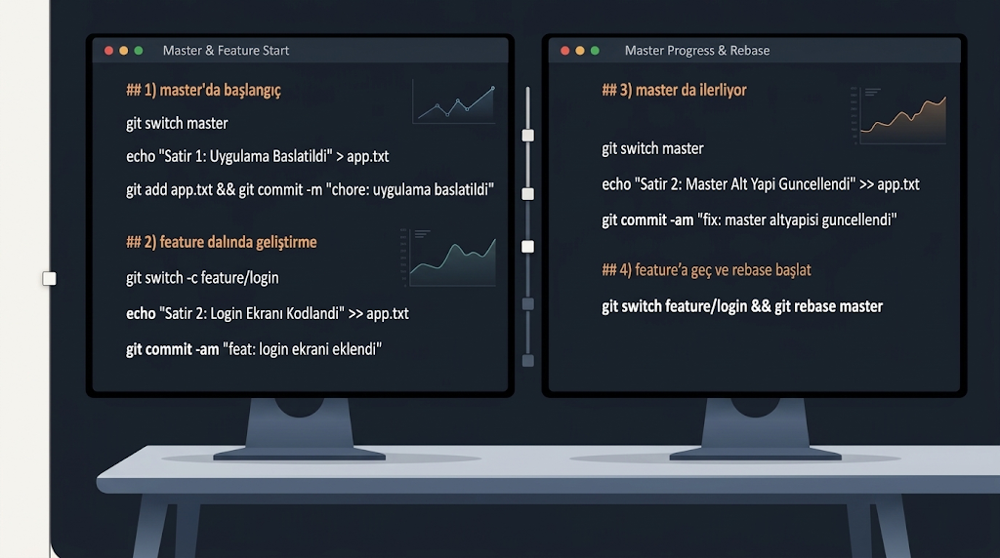 Master & Feature Start
## 1) master'da başlangıç
git switch master
echo "Satir 1: Uygulama Baslatildi" > app.txt
git add app.txt && git commit -m "chore: uygulama baslatildi"
## 2) feature dalında geliştirme
git switch -c feature/login
echo "Satir 2: Login Ekranı Kodlandi" >> app.txt
git commit -am "feat: login ekrani eklendi"
Master Progress & Rebase
## 3) master da ilerliyor
git switch master
echo "Satir 2: Master Alt Yapi Guncellendi" >> app.txt
git commit -am "fix: master altyapisi guncellendi"
## 4) feature’a geç ve rebase başlat
git switch feature/login && git rebase master